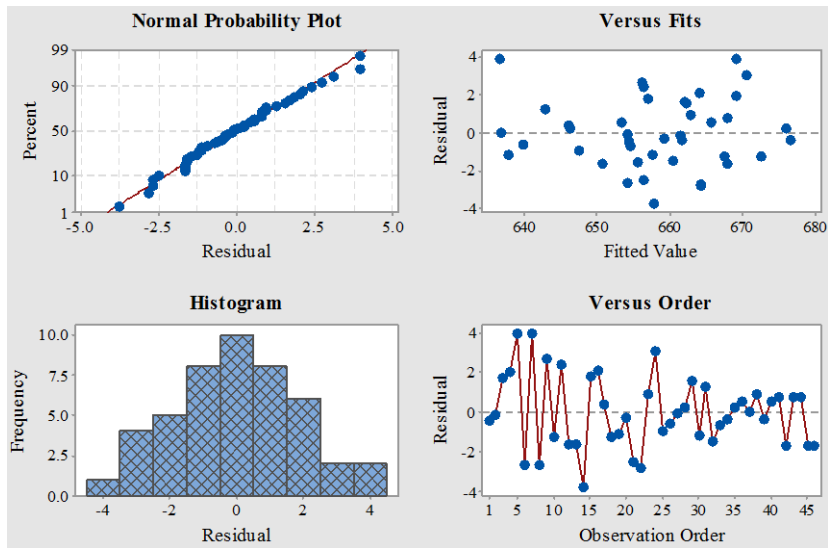 Normal Probability Plot
Percent
99
90
50
10
1
-5.0 -2.5 0.0 2.5 5.0
Residual
Versus Fits
Residual
4
2
0
-2
-4
640 650 660 670 680
Fitted Value
Histogram
Frequency
10.0
7.5
5.0
2.5
0.0
-4 -2 0 2 4
Residual
Versus Order
Residual
4
2
0
-2
-4
1 5 10 15 20 25 30 35 40 45
Observation Order